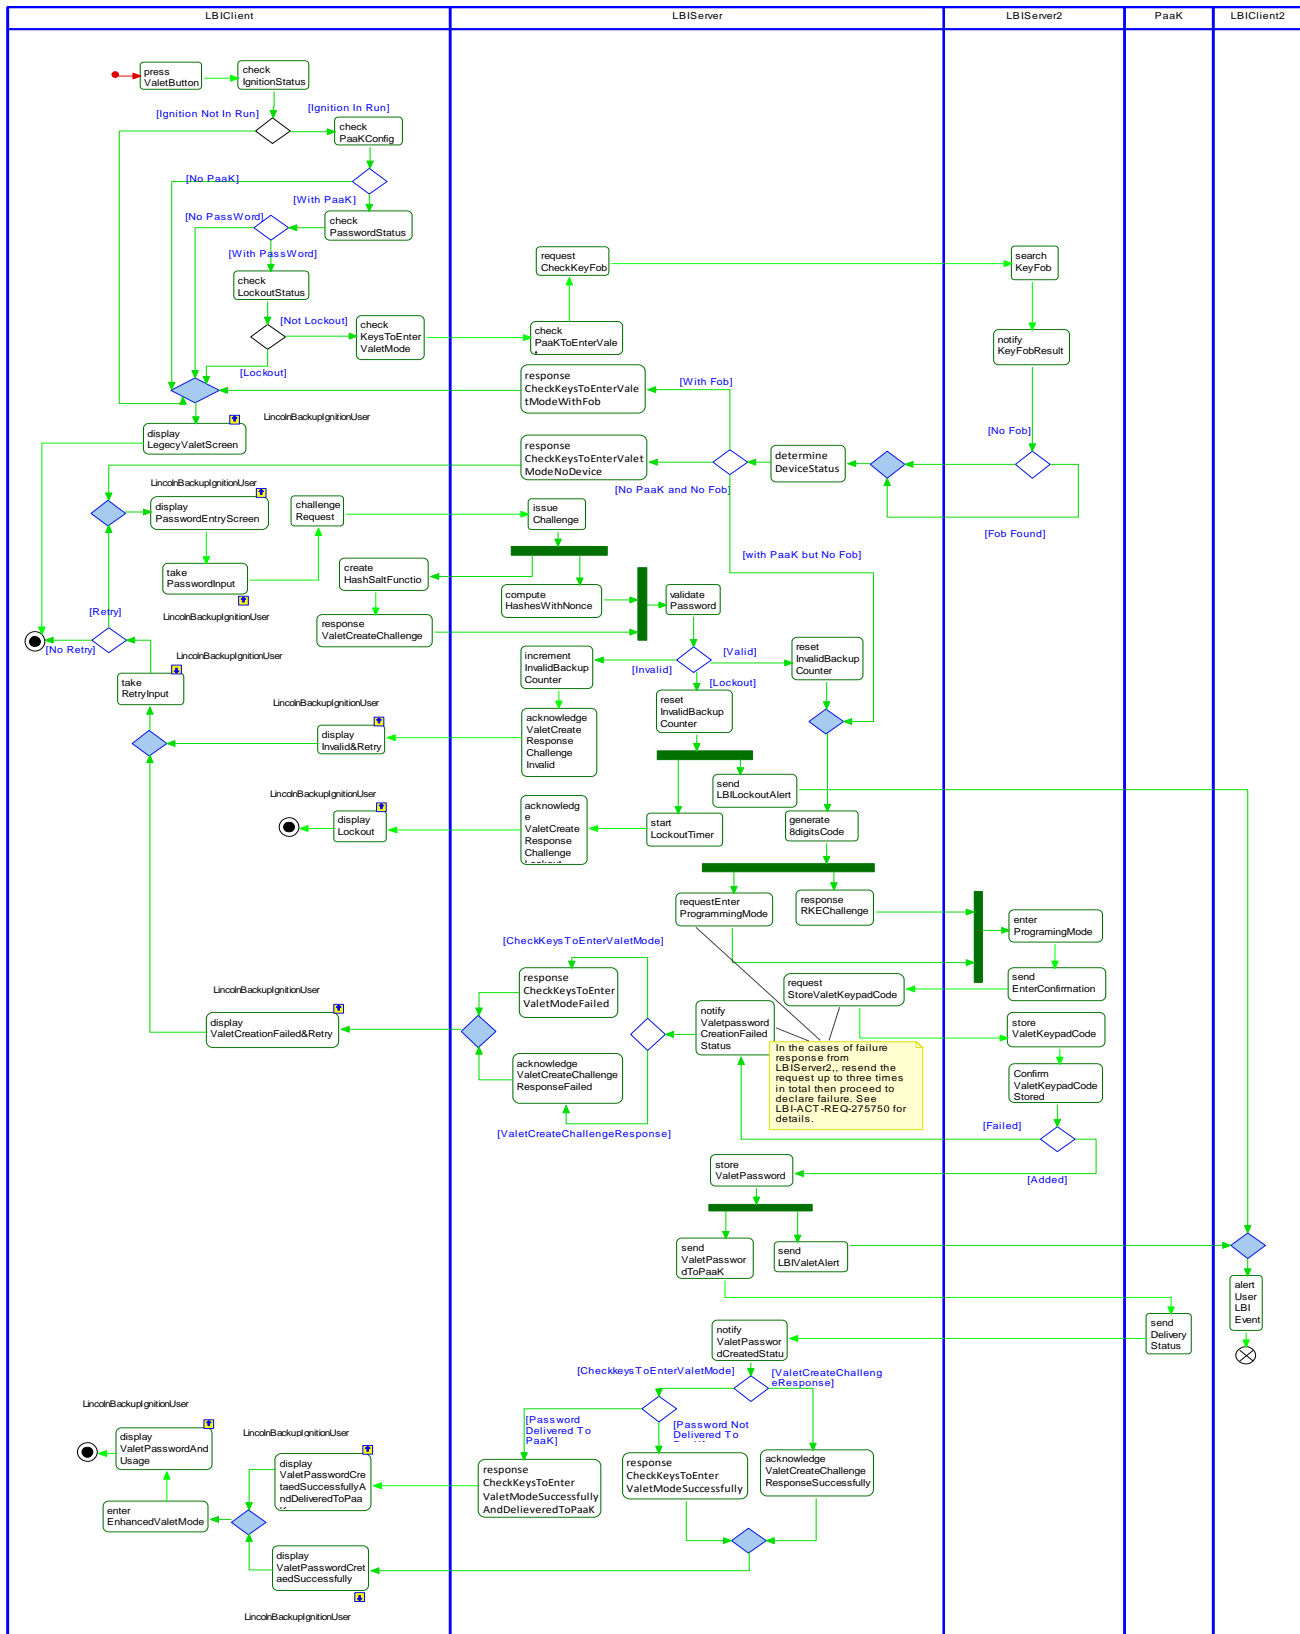 LBIClient
LBIServer
LBIServer2
PaaK
LBIClient2
press
ValetButton
check
IgnitionStatus
[Ignition Not In Run]
[Ignition In Run]
check
PaaKConfig
[No PaaK]
[With PaaK]
[No PassWord]
check
PasswordStatus
[With PassWord]
check
LockoutStatus
[Not Lockout]
check
KeysToEnter
ValetMode
[Lockout]
request
CheckKeyFob
check
PaaKToEnterVale
search
KeyFob
notify
KeyFobResult
response
CheckKeysToEnterVale
tModeWithFob
[With Fob]
LincolnBackupIgnitionUser
display
LegacyValetScreen
[No Fob]
response
CheckKeysToEnterValet
ModeNoDevice
determine
DeviceStatus
[No PaaK and No Fob]
[Fob Found]
LincolnBackupIgnitionUser
display
PasswordEntryScreen
challenge
Request
issue
Challenge
[with PaaK but No Fob]
take
PasswordInput
create
HashSaltFunctio
compute
HashesWithNonce
validate
Password
[Retry]
LincolnBackupIgnitionUser
response
ValetCreateChallenge
[No Retry]
LincolnBackupIgnitionUser
take
RetryInput
increment
InvalidBackup
Counter
[Invalid]
[Valid]
[Lockout]
reset
InvalidBackup
Counter
reset
InvalidBackup
Counter
LincolnBackupIgnitionUser
display
Invalid&Retry
acknowledge
ValetCreate
Response
Challenge
Invalid
send
LBILockoutAlert
LincolnBackupIgnitionUser
display
Lockout
acknowledg
e
ValetCreate
Response
Challenge
Lockout
start
LockoutTimer
generate
8digitsCode
requestEnter
ProgrammingMode
response
RKEChallenge
enter
ProgramingMode
[CheckKeysToEnterValetMode]
response
CheckKeysToEnter
ValetModeFailed
request
StoreValetKeypadCode
send
EnterConfirmation
LincolnBackupIgnitionUser
display
ValetCreationFailed&Retry
notify
Valetpassword
CreationFailed
Status
store
ValetKeypadCode
In the cases of failure
response from
LBIServer2,, resend the
request up to three times
in total then proceed to
declare failure. See
LBI-ACT-REQ-275750 for
details.
acknowledge
ValetCreateChallenge
ResponseFailed
Confirm
ValetKeypadCode
Stored
[ValetCreateChallengeResponse]
[Failed]
[Added]
store
ValetPassword
send
ValetPasswor
dToPaaK
send
LBIValetAlert
alert
User
LBI
Event
send
Delivery
Status
notify
ValetPasswor
dCreatedStatu
[CheckkeysToEnterValetMode]
[ValetCreateChalleng
eResponse]
[Password
Delivered To
PaaK]
[Password Not
Delivered To
LincolnBackupIgnitionUser
display
ValetPasswordAnd
Usage
LincolnBackupIgnitionUser
display
ValetPasswordCre
taedSuccessfullyA
ndDeliveredToPaa
response
CheckKeysToEnter
ValetModeSuccessfully
AndDelieveredToPaaK
response
CheckKeysToEnter
ValetModeSuccessfully
acknowledge
ValetCreateChallenge
ResponseSuccessfully
enter
EnhancedValetMode
display
ValetPasswordCret
aedSuccessfully
LincolnBackupIgnitionUser